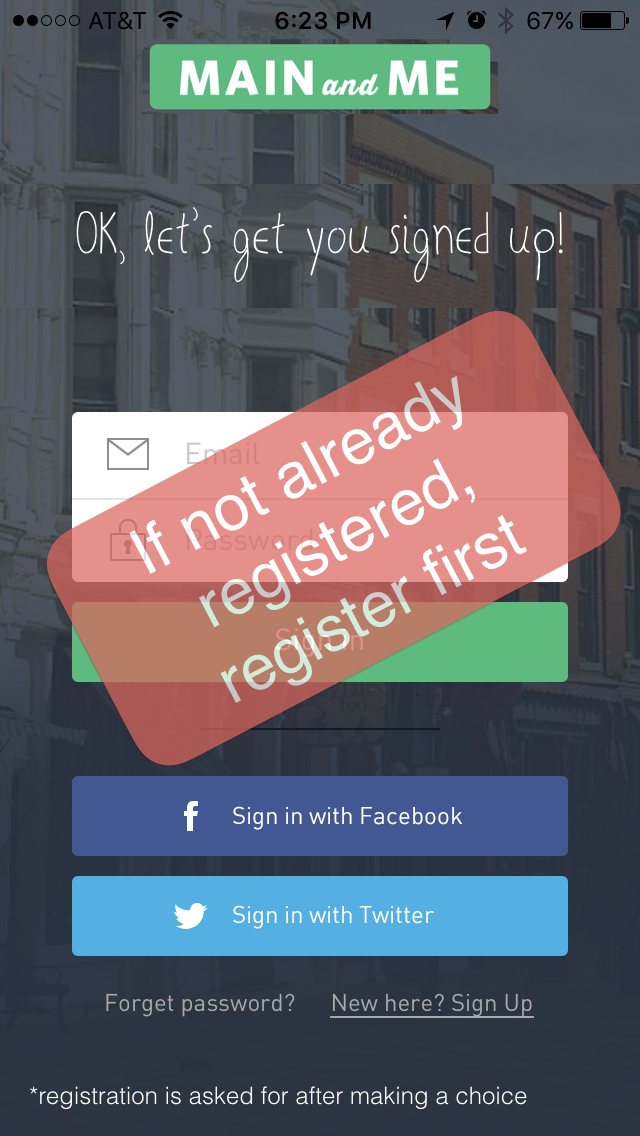 AT&T 6:23 PM 67%
MAIN and ME
OK, let's get you signed up!
Email
Password
If not already
registered,
register first
Sign in
Sign in with Facebook
Sign in with Twitter
Forget password? New here? Sign Up
*registration is asked for after making a choice